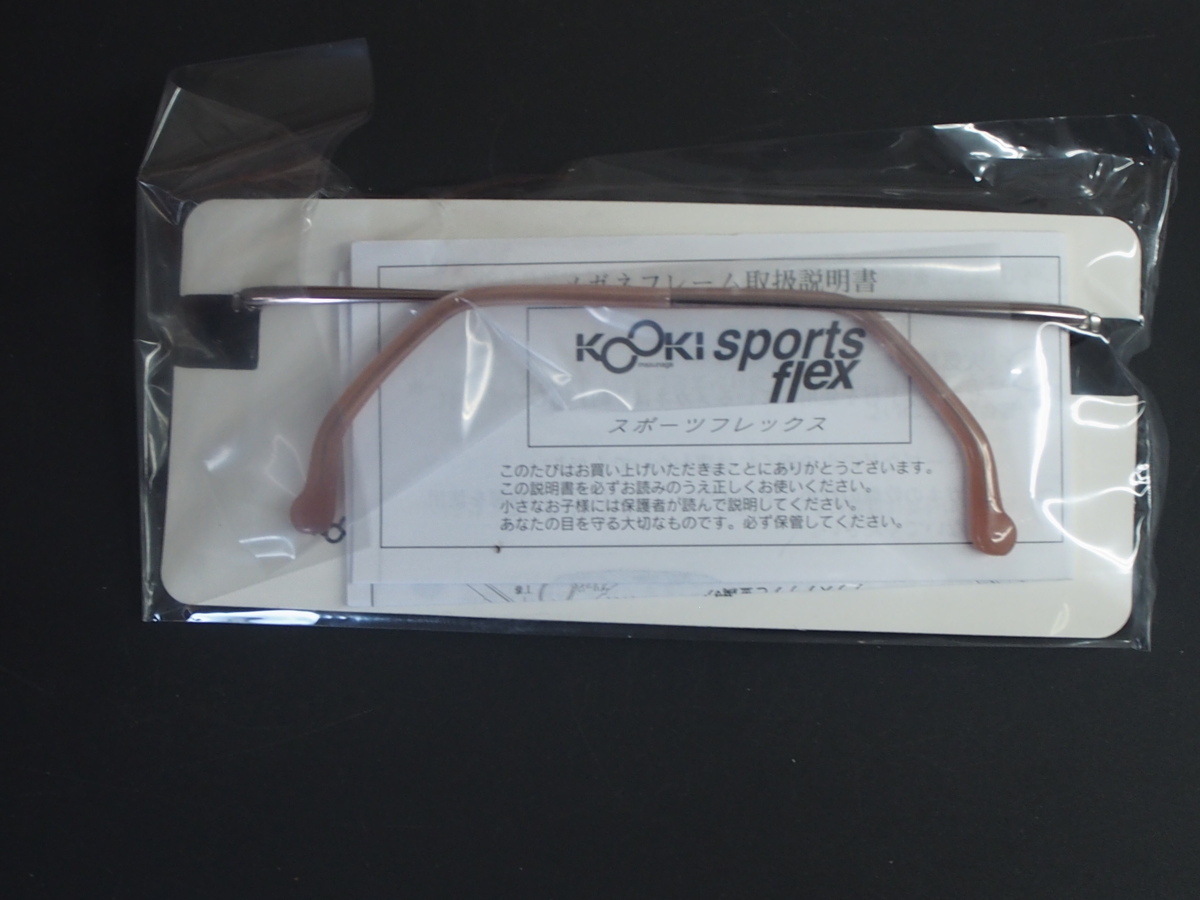 メガネフレーム取扱説明書
KOOKI sports
masunaga
flex
スポーツフレックス
このたびはお買い上げいただきまことにありがとうございます。
この説明書を必ずお読みのうえ正しくお使いください。
小さなお子様には保護者が読んで説明してください。
あなたの目を守る大切なものです。必ず保管してください。